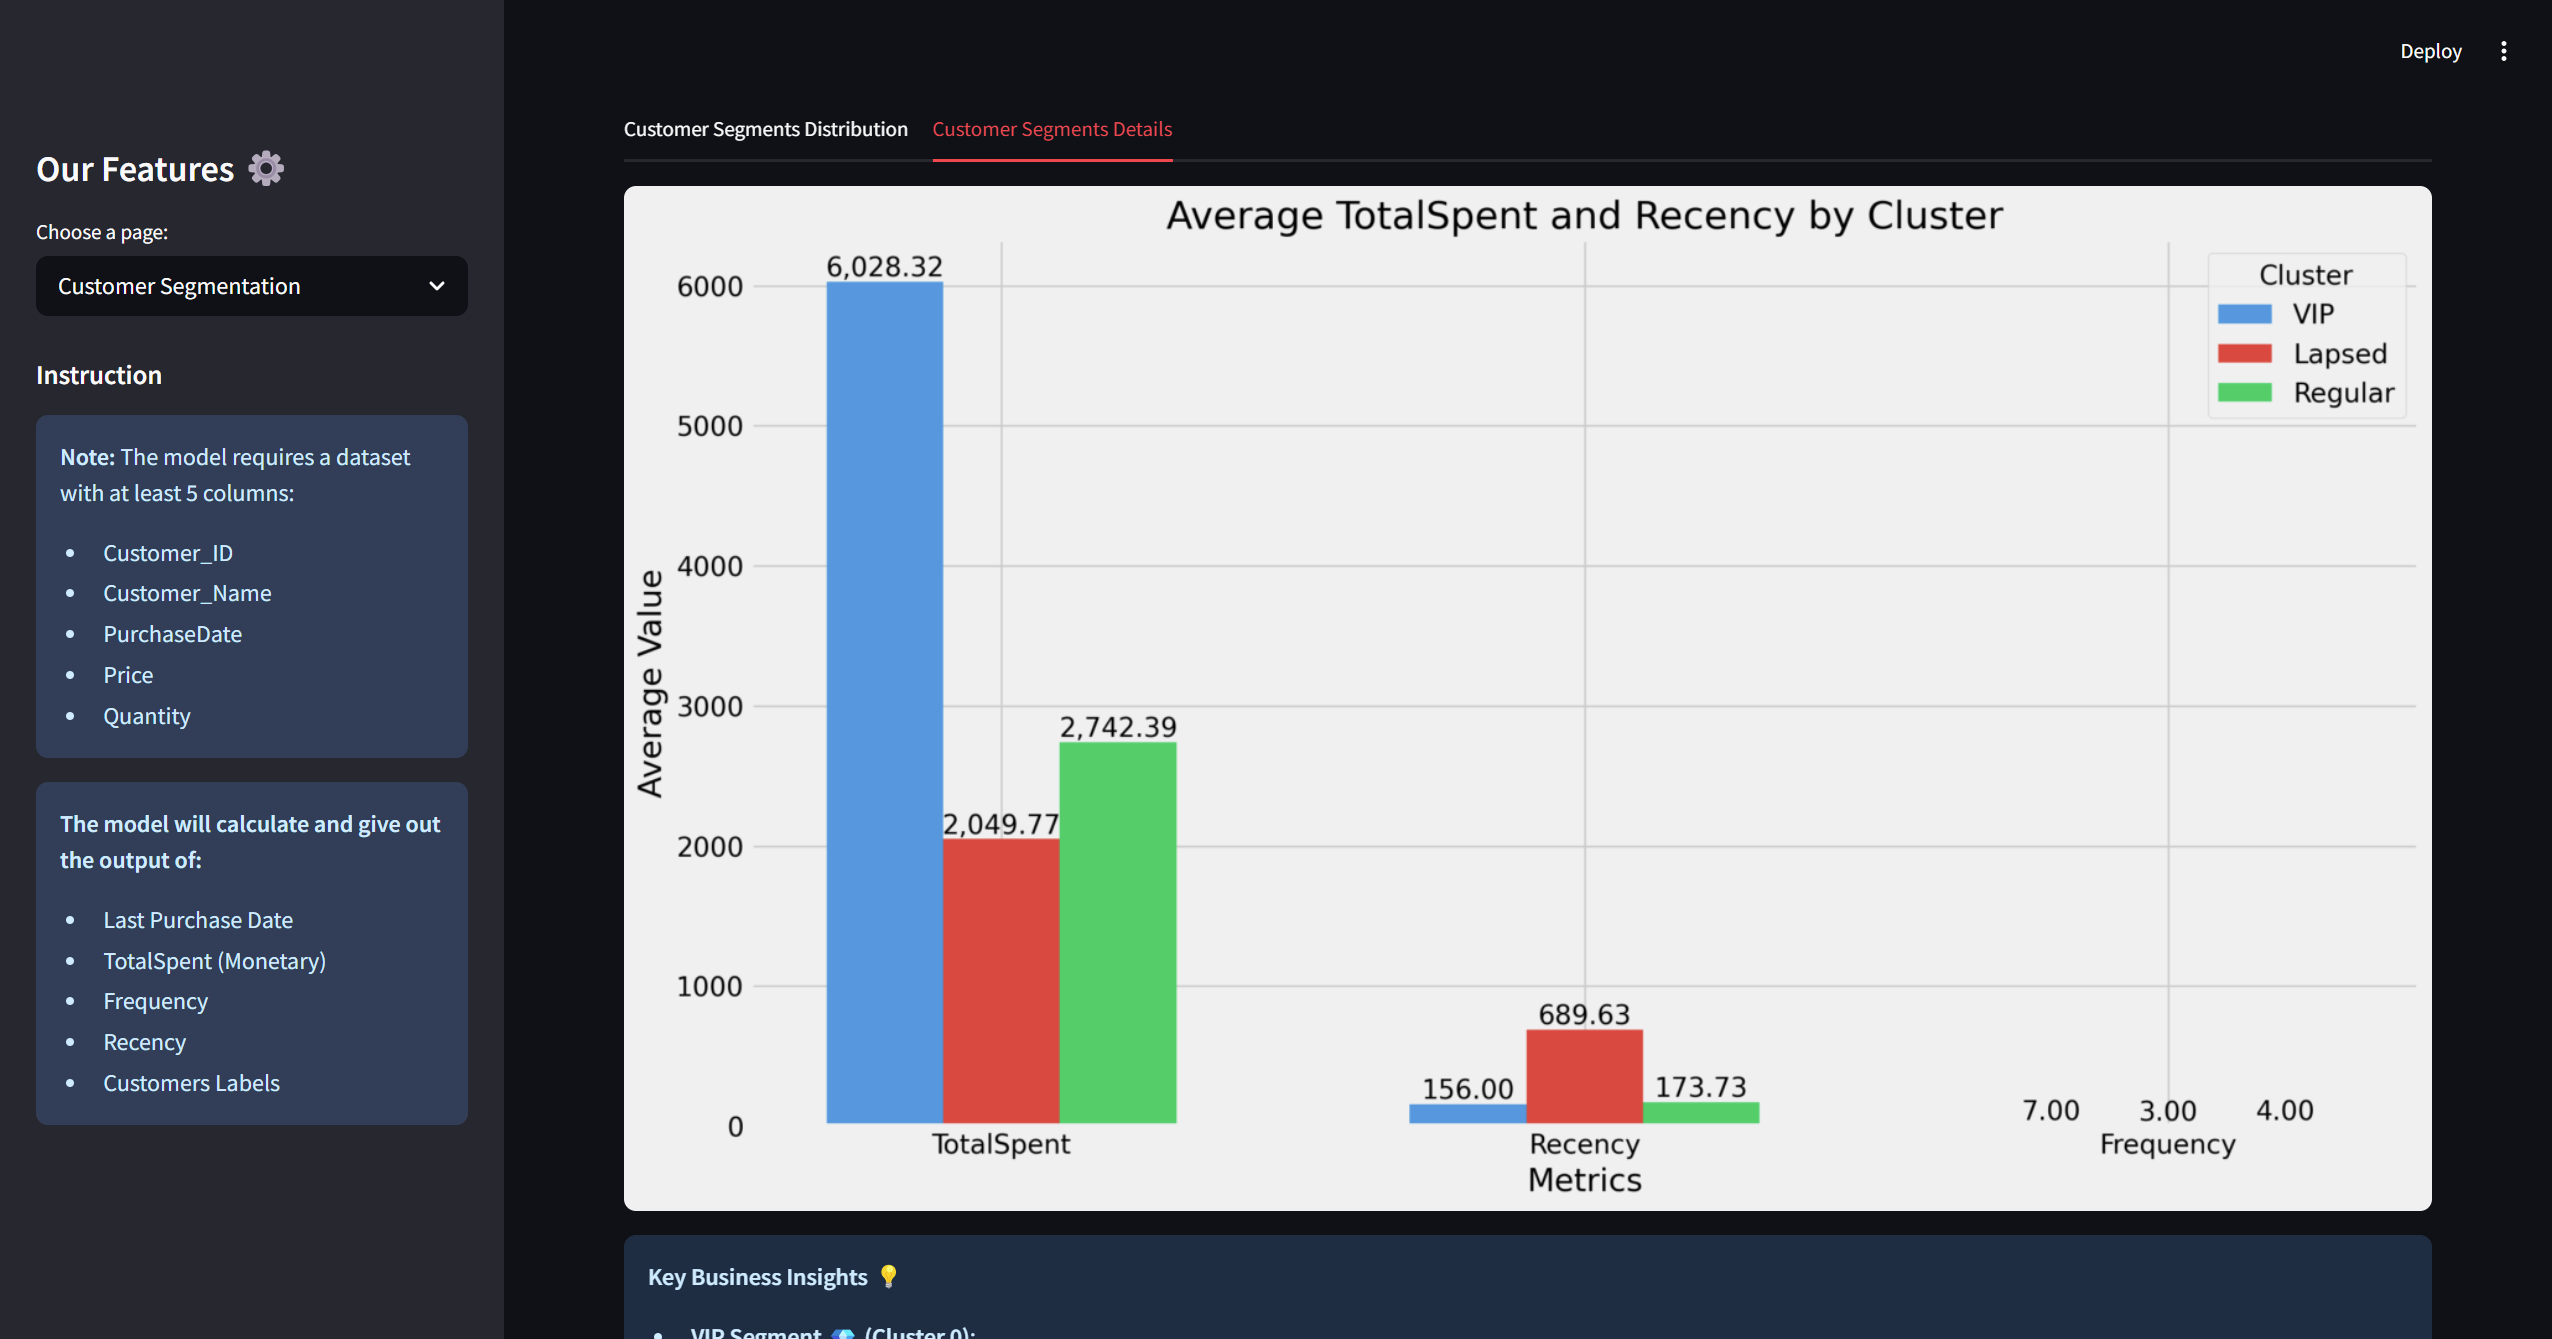 Deploy
Our Features
Choose a page:
Customer Segmentation
Instruction
Note: The model requires a dataset
with at least 5 columns:
Customer_ID
Customer_Name
PurchaseDate
Price
Quantity
The model will calculate and give out
the output of:
Last Purchase Date
TotalSpent (Monetary)
Frequency
Recency
Customers Labels
Customer Segments Distribution
Customer Segments Details
Average TotalSpent and Recency by Cluster
Cluster
VIP
Lapsed
Regular
Average Value
6000
5000
4000
3000
2000
1000
0
6,028.32
2,049.77
2,742.39
156.00
689.63
173.73
7.00
3.00
4.00
TotalSpent
Recency
Frequency
Metrics
Key Business Insights
VIP Segment (Cluster 0):